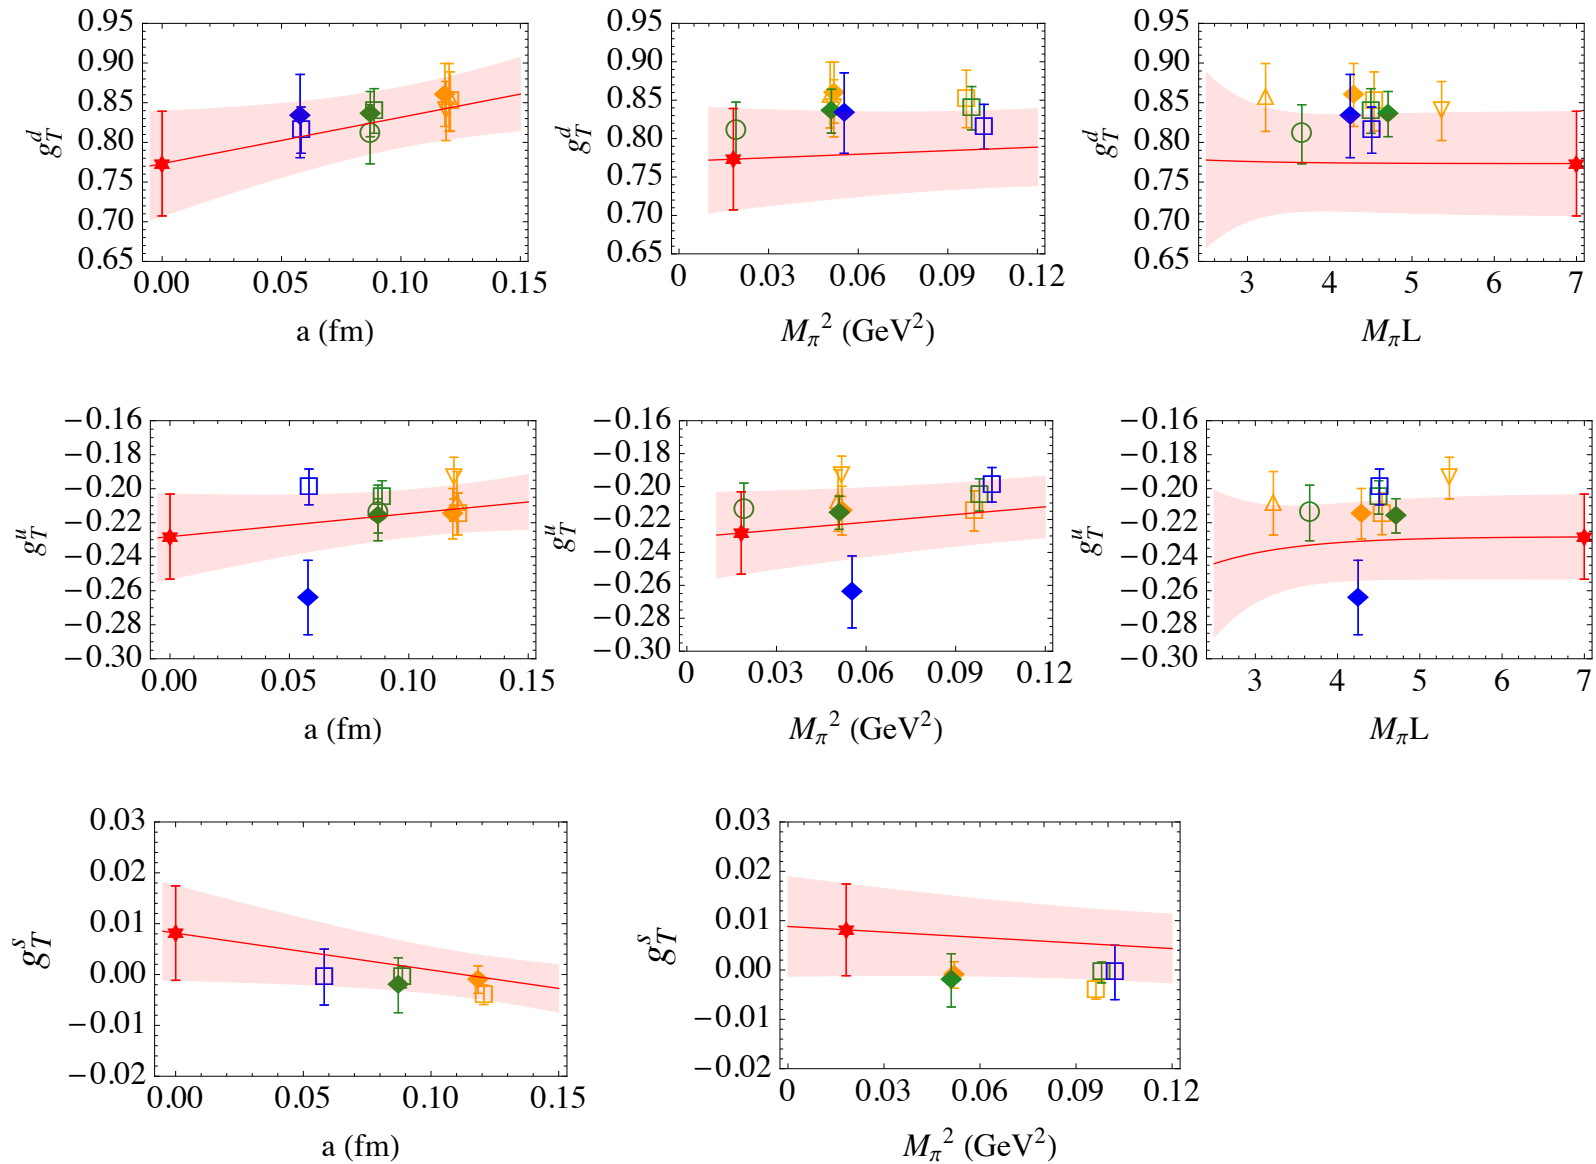 0.95 0.90 0.85 0.80 0.75 0.70 0.65
g_T^d
0.00 0.05 0.10 0.15
a (fm)
0.95 0.90 0.85 0.80 0.75 0.70 0.65
g_T^d
0 0.03 0.06 0.09 0.12
M_π^2 (GeV^2)
0.95 0.90 0.85 0.80 0.75 0.70 0.65
g_T^d
3 4 5 6 7
M_πL
−0.16 −0.18 −0.20 −0.22 −0.24 −0.26 −0.28 −0.30
g_T^u
0.00 0.05 0.10 0.15
a (fm)
−0.16 −0.18 −0.20 −0.22 −0.24 −0.26 −0.28 −0.30
g_T^u
0 0.03 0.06 0.09 0.12
M_π^2 (GeV^2)
−0.16 −0.18 −0.20 −0.22 −0.24 −0.26 −0.28 −0.30
g_T^u
3 4 5 6 7
M_πL
0.03 0.02 0.01 0.00 −0.01 −0.02
g_T^s
0.00 0.05 0.10 0.15
a (fm)
0.03 0.02 0.01 0.00 −0.01 −0.02
g_T^s
0 0.03 0.06 0.09 0.12
M_π^2 (GeV^2)